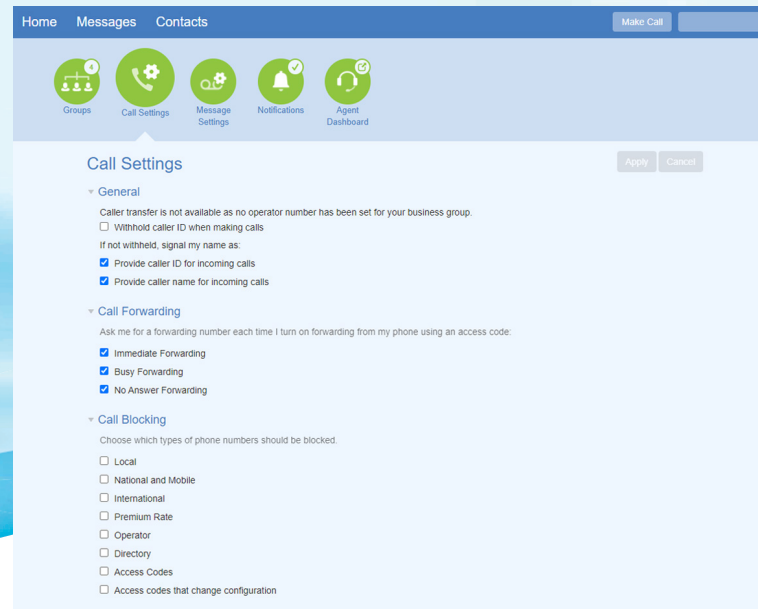 Home Messages Contacts Make Call
4
Groups
Call Settings
Message
Settings
Notifications
Agent
Dashboard
Call Settings Apply Cancel
General
Caller transfer is not available as no operator number has been set for your business group.
Withhold caller ID when making calls
If not withheld, signal my name as:
Provide caller ID for incoming calls
Provide caller name for incoming calls
Call Forwarding
Ask me for a forwarding number each time I turn on forwarding from my phone using an access code:
Immediate Forwarding
Busy Forwarding
No Answer Forwarding
Call Blocking
Choose which types of phone numbers should be blocked.
Local
National and Mobile
International
Premium Rate
Operator
Directory
Access Codes
Access codes that change configuration